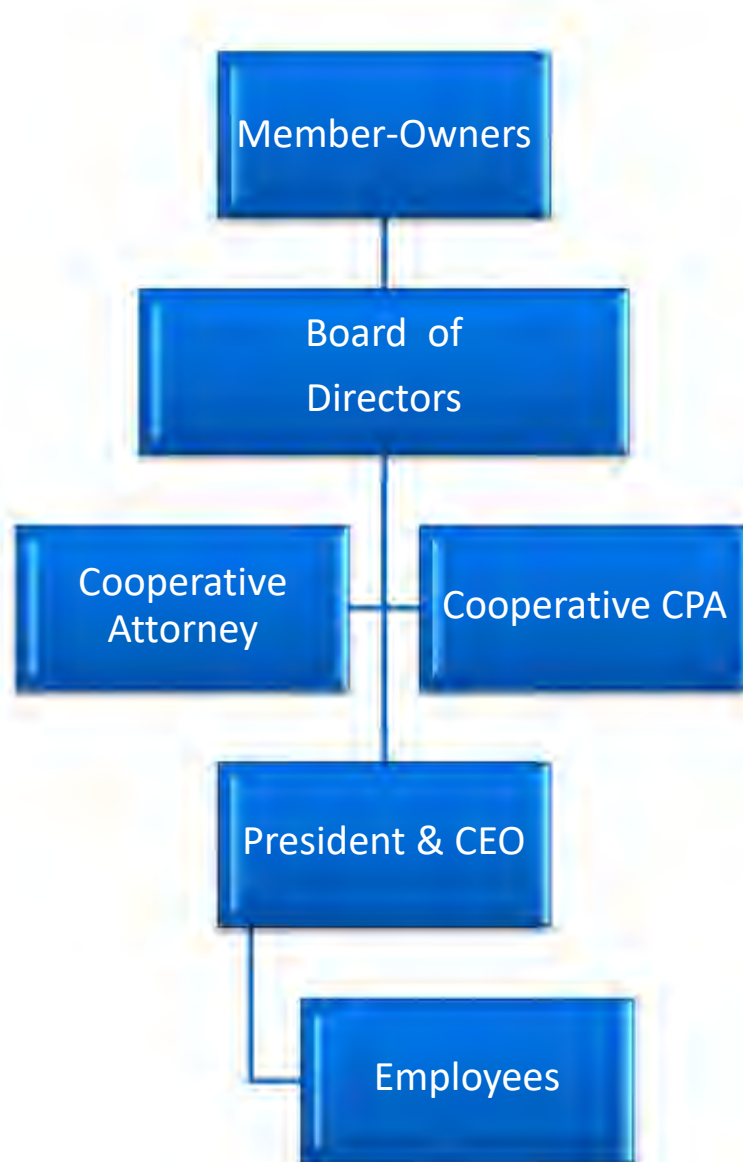 Member-Owners
Board of
Directors
Cooperative
Attorney
Cooperative CPA
President & CEO
Employees